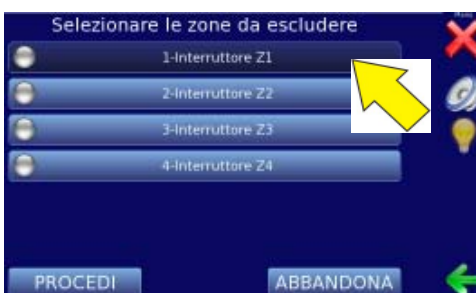 Selezionare le zone da escludere
1-Interruttore Z1
2-Interruttore Z2
3-Interruttore Z3
4-Interruttore Z4
PROCEDI
ABBANDONA